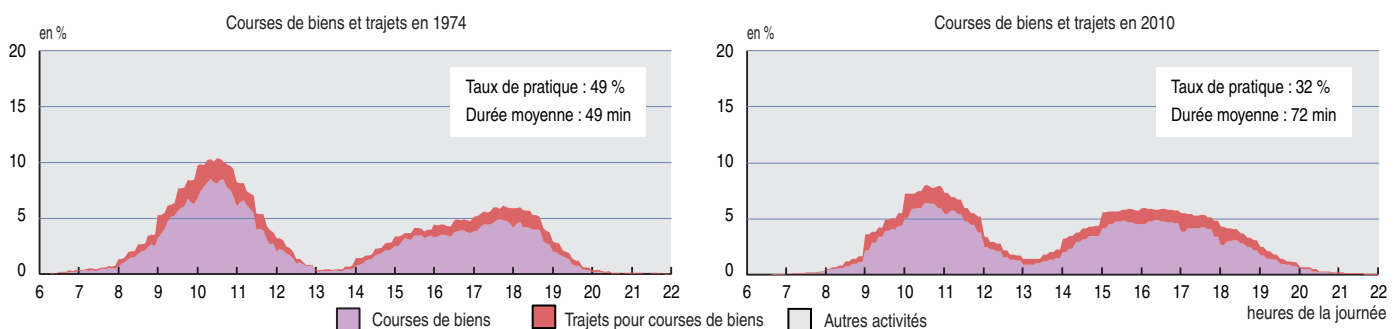 Courses de biens et trajets en 1974
en %
20
15
10
5
0
Taux de pratique : 49 %
Durée moyenne : 49 min
6 7 8 9 10 11 12 13 14 15 16 17 18 19 20 21 22
Courses de biens et trajets en 2010
en %
20
15
10
5
0
Taux de pratique : 32 %
Durée moyenne : 72 min
6 7 8 9 10 11 12 13 14 15 16 17 18 19 20 21 22
heures de la journée
Courses de biens Trajets pour courses de biens Autres activités